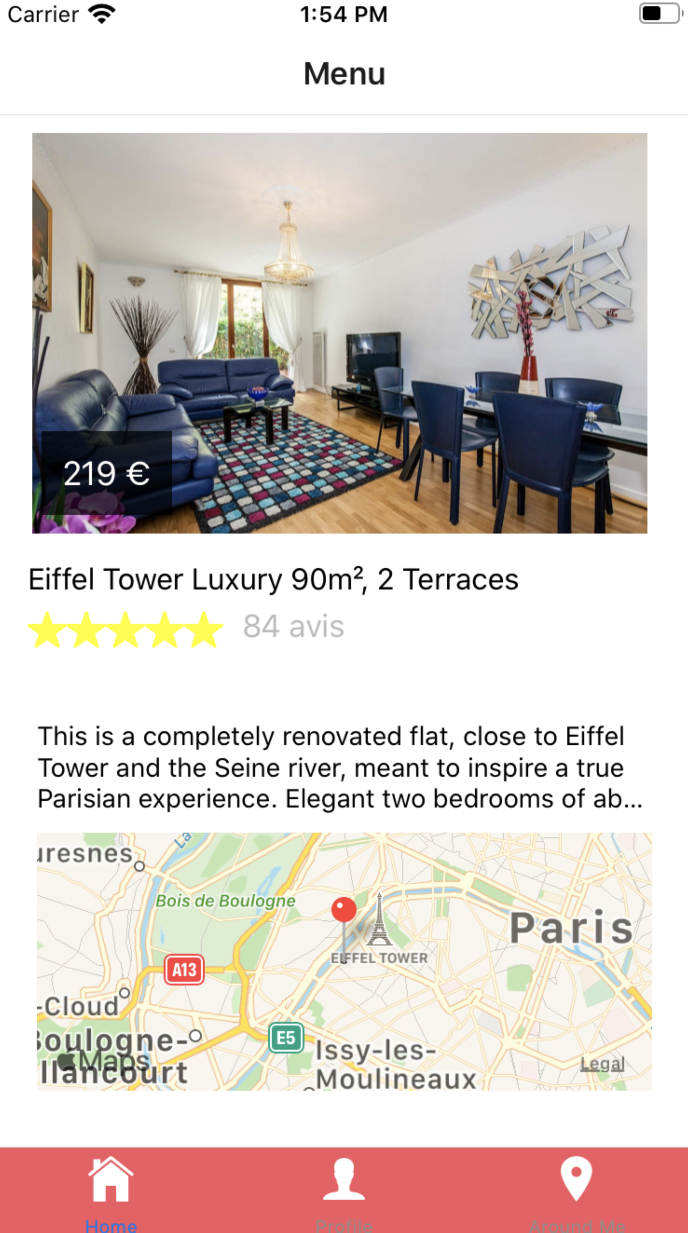 Carrier
1:54 PM
Menu
219 €
Eiffel Tower Luxury 90m², 2 Terraces
84 avis
This is a completely renovated flat, close to Eiffel
Tower and the Seine river, meant to inspire a true
Parisian experience. Elegant two bedrooms of ab...
uresnes
La
Bois de Boulogne
Paris
EIFFEL TOWER
A13
-Cloud
E5
Boulogne-
Maps
llancourt
Issy-les-
Moulineaux
Legal
Home
Profile
Around Me